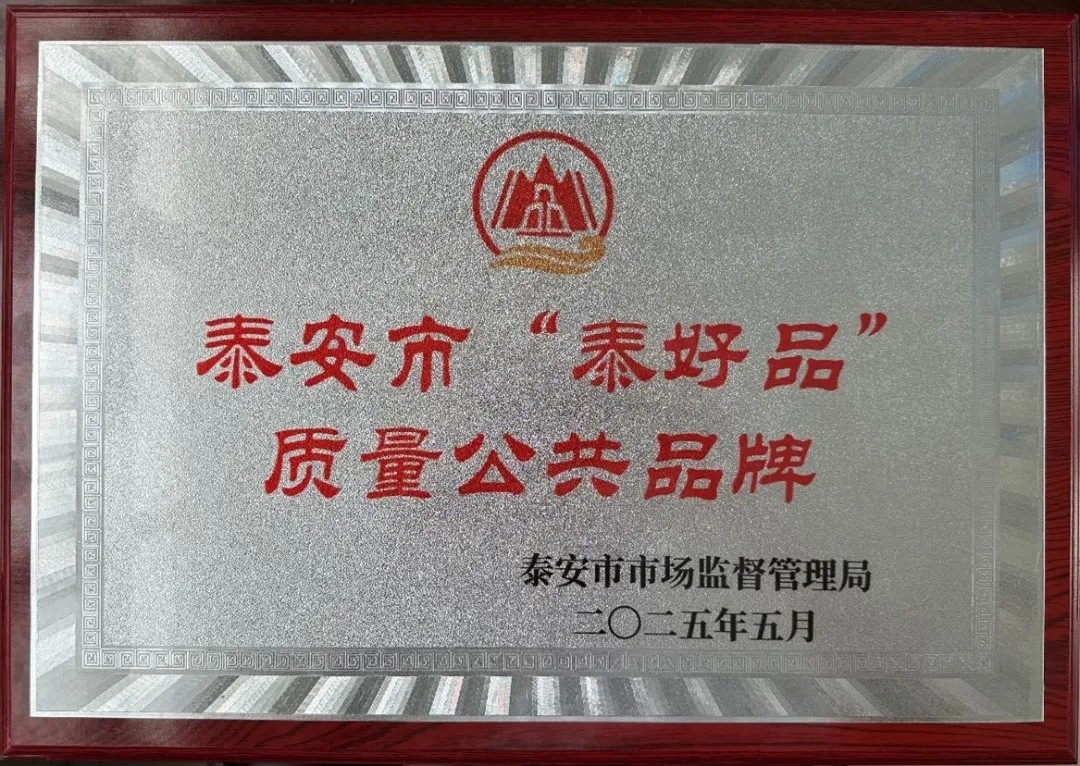 泰安市“泰好品”
质量公共品牌
泰安市市场监督管理局
二〇二五年五月